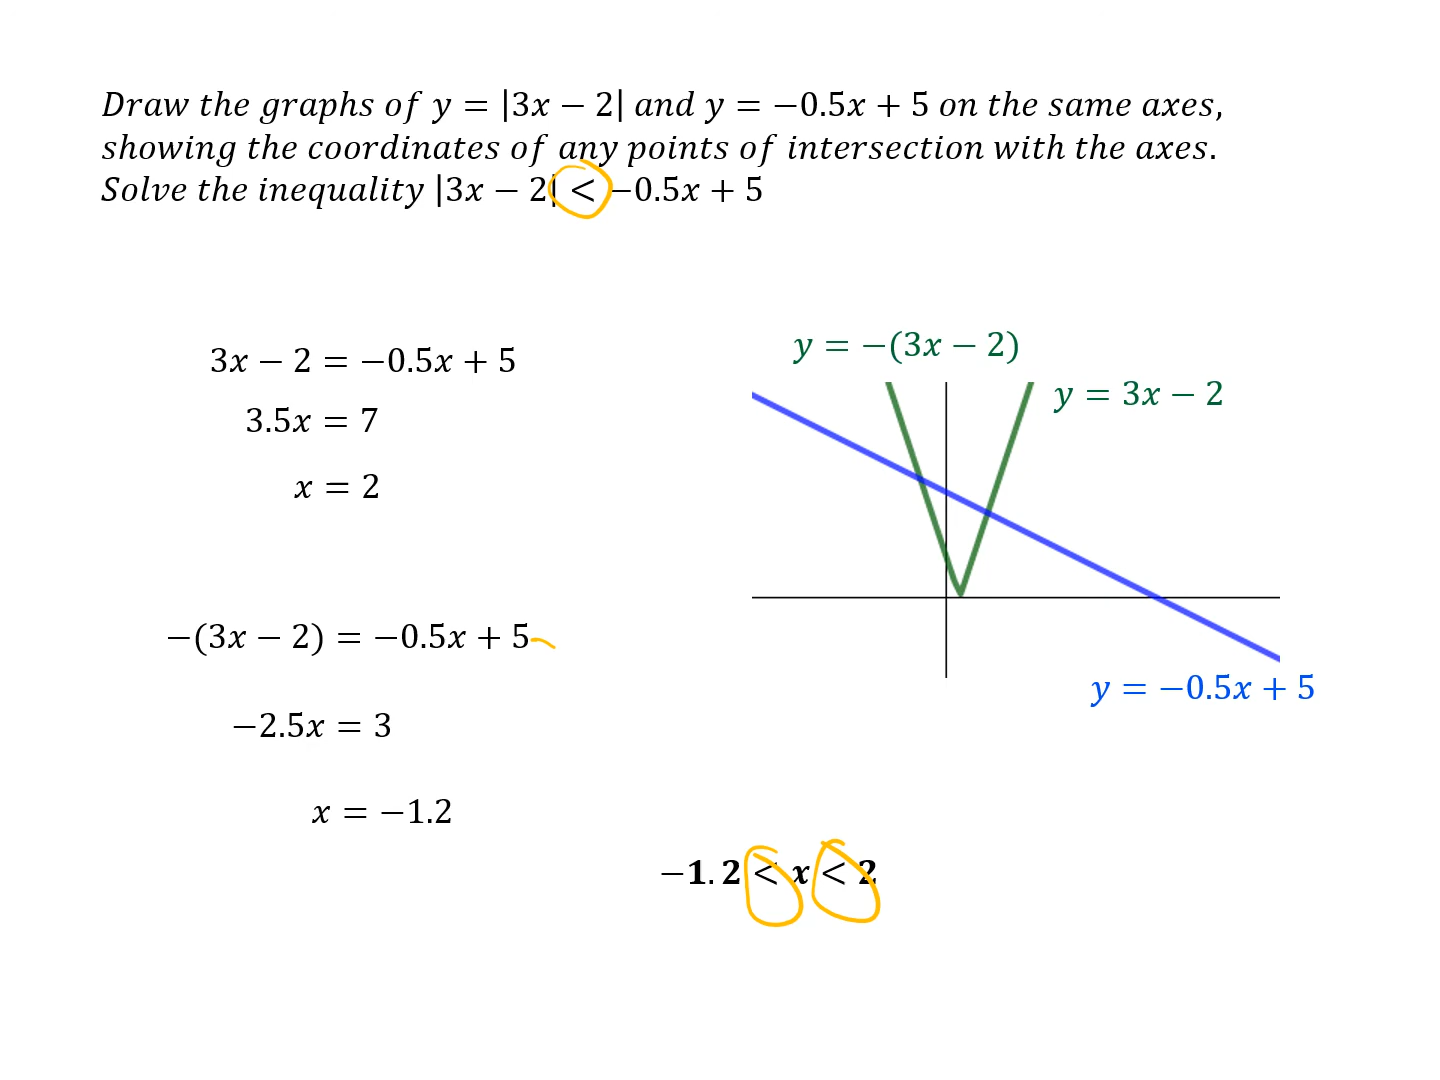 Draw the graphs of y = |3x − 2| and y = −0.5x + 5 on the same axes,
showing the coordinates of any points of intersection with the axes.
Solve the inequality |3x − 2| < −0.5x + 5
3x − 2 = −0.5x + 5
3.5x = 7
x = 2
−(3x − 2) = −0.5x + 5
−2.5x = 3
x = −1.2
y = −(3x − 2)
y = 3x − 2
y = −0.5x + 5
−1.2 < x < 2